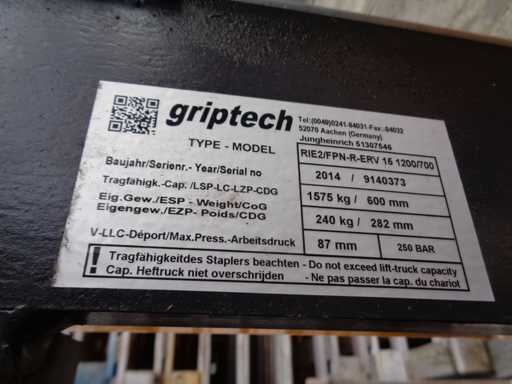 griptech
Tel:(0049)0241-94031-Fax:-94032
52070 Aachen (Germany)
Jungheinrich 51307546
TYPE - MODEL RIE2/FPN-R-ERV 16 1200/700
Baujahr/Serienr.- Year/Serial no 2014 / 9140373
Tragfähigk.-Cap: /LSP-LC-LZP-CDG 1575 kg / 600 mm
Eig.Gew./ESP - Weight/CoG
Eigengew./EZP- Poids/CDG 240 kg / 282 mm
V-LLC-Déport/Max.Press.-Arbeitsdruck 87 mm 250 BAR
! Tragfähigkeitdes Staplers beachten - Do not exceed lift-truck capacity
Cap. Heftruck niet overschrijden - Ne pas passer la cap. du chariot